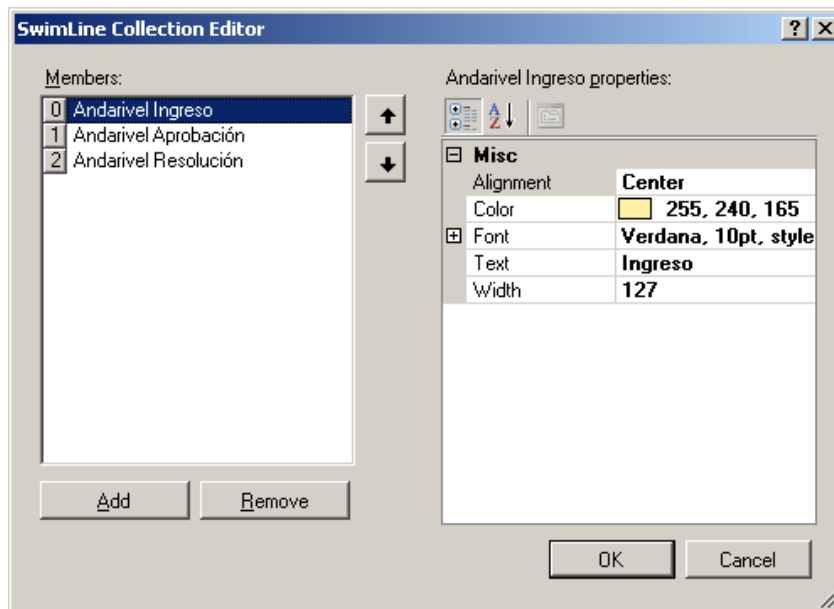 SwimLine Collection Editor
Members:
0 Andarivel Ingreso
1 Andarivel Aprobación
2 Andarivel Resolución
Add
Remove
Andarivel Ingreso properties:
Misc
Alignment Center
Color 255, 240, 165
Font Verdana, 10pt, style
Text Ingreso
Width 127
OK
Cancel